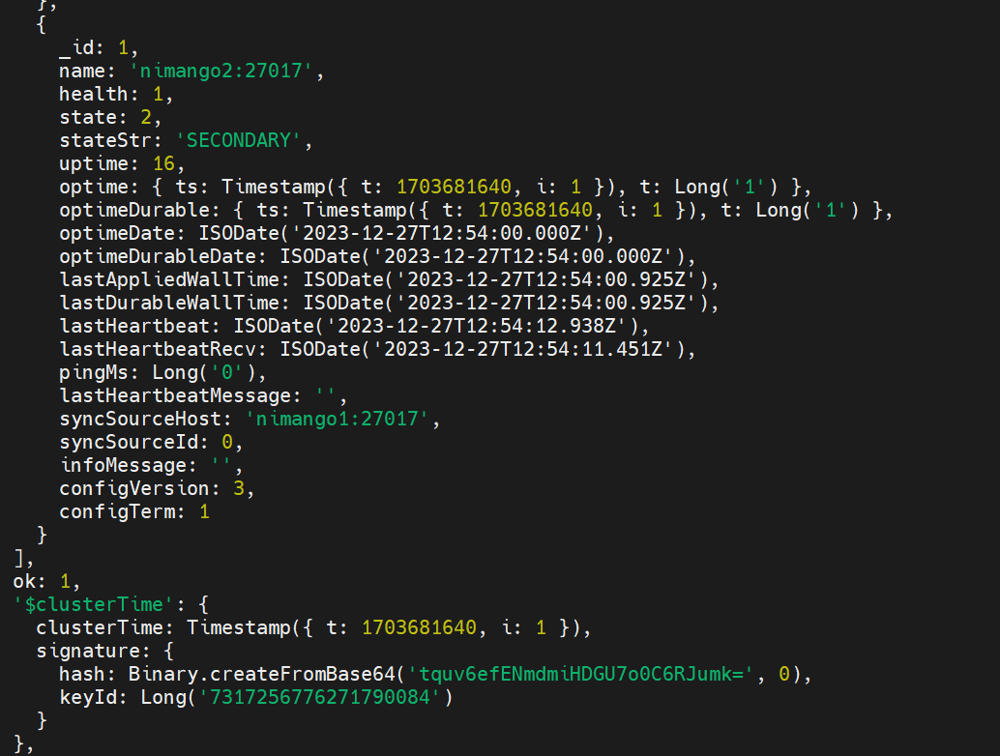 },
{
_id: 1,
name: 'nimango2:27017',
health: 1,
state: 2,
stateStr: 'SECONDARY',
uptime: 16,
optime: { ts: Timestamp({ t: 1703681640, i: 1 }), t: Long('1') },
optimeDurable: { ts: Timestamp({ t: 1703681640, i: 1 }), t: Long('1') },
optimeDate: ISODate('2023-12-27T12:54:00.000Z'),
optimeDurableDate: ISODate('2023-12-27T12:54:00.000Z'),
lastAppliedWallTime: ISODate('2023-12-27T12:54:00.925Z'),
lastDurableWallTime: ISODate('2023-12-27T12:54:00.925Z'),
lastHeartbeat: ISODate('2023-12-27T12:54:12.938Z'),
lastHeartbeatRecv: ISODate('2023-12-27T12:54:11.451Z'),
pingMs: Long('0'),
lastHeartbeatMessage: '',
syncSourceHost: 'nimango1:27017',
syncSourceId: 0,
infoMessage: '',
configVersion: 3,
configTerm: 1
}
],
ok: 1,
'$clusterTime': {
clusterTime: Timestamp({ t: 1703681640, i: 1 }),
signature: {
hash: Binary.createFromBase64('tquv6efENmdmiHDGU7o0C6RJumk=', 0),
keyId: Long('7317256776271790084')
}
},